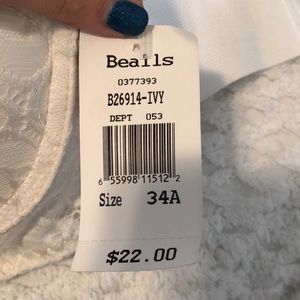 Bealls
0377393
B26914-IVY
DEPT 053
6 55998 11512 2
Size 34A
$22.00